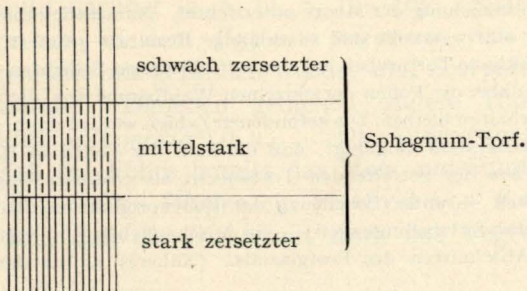 schwach zersetzter
mittelstark
Sphagnum-Torf.
stark zersetzter